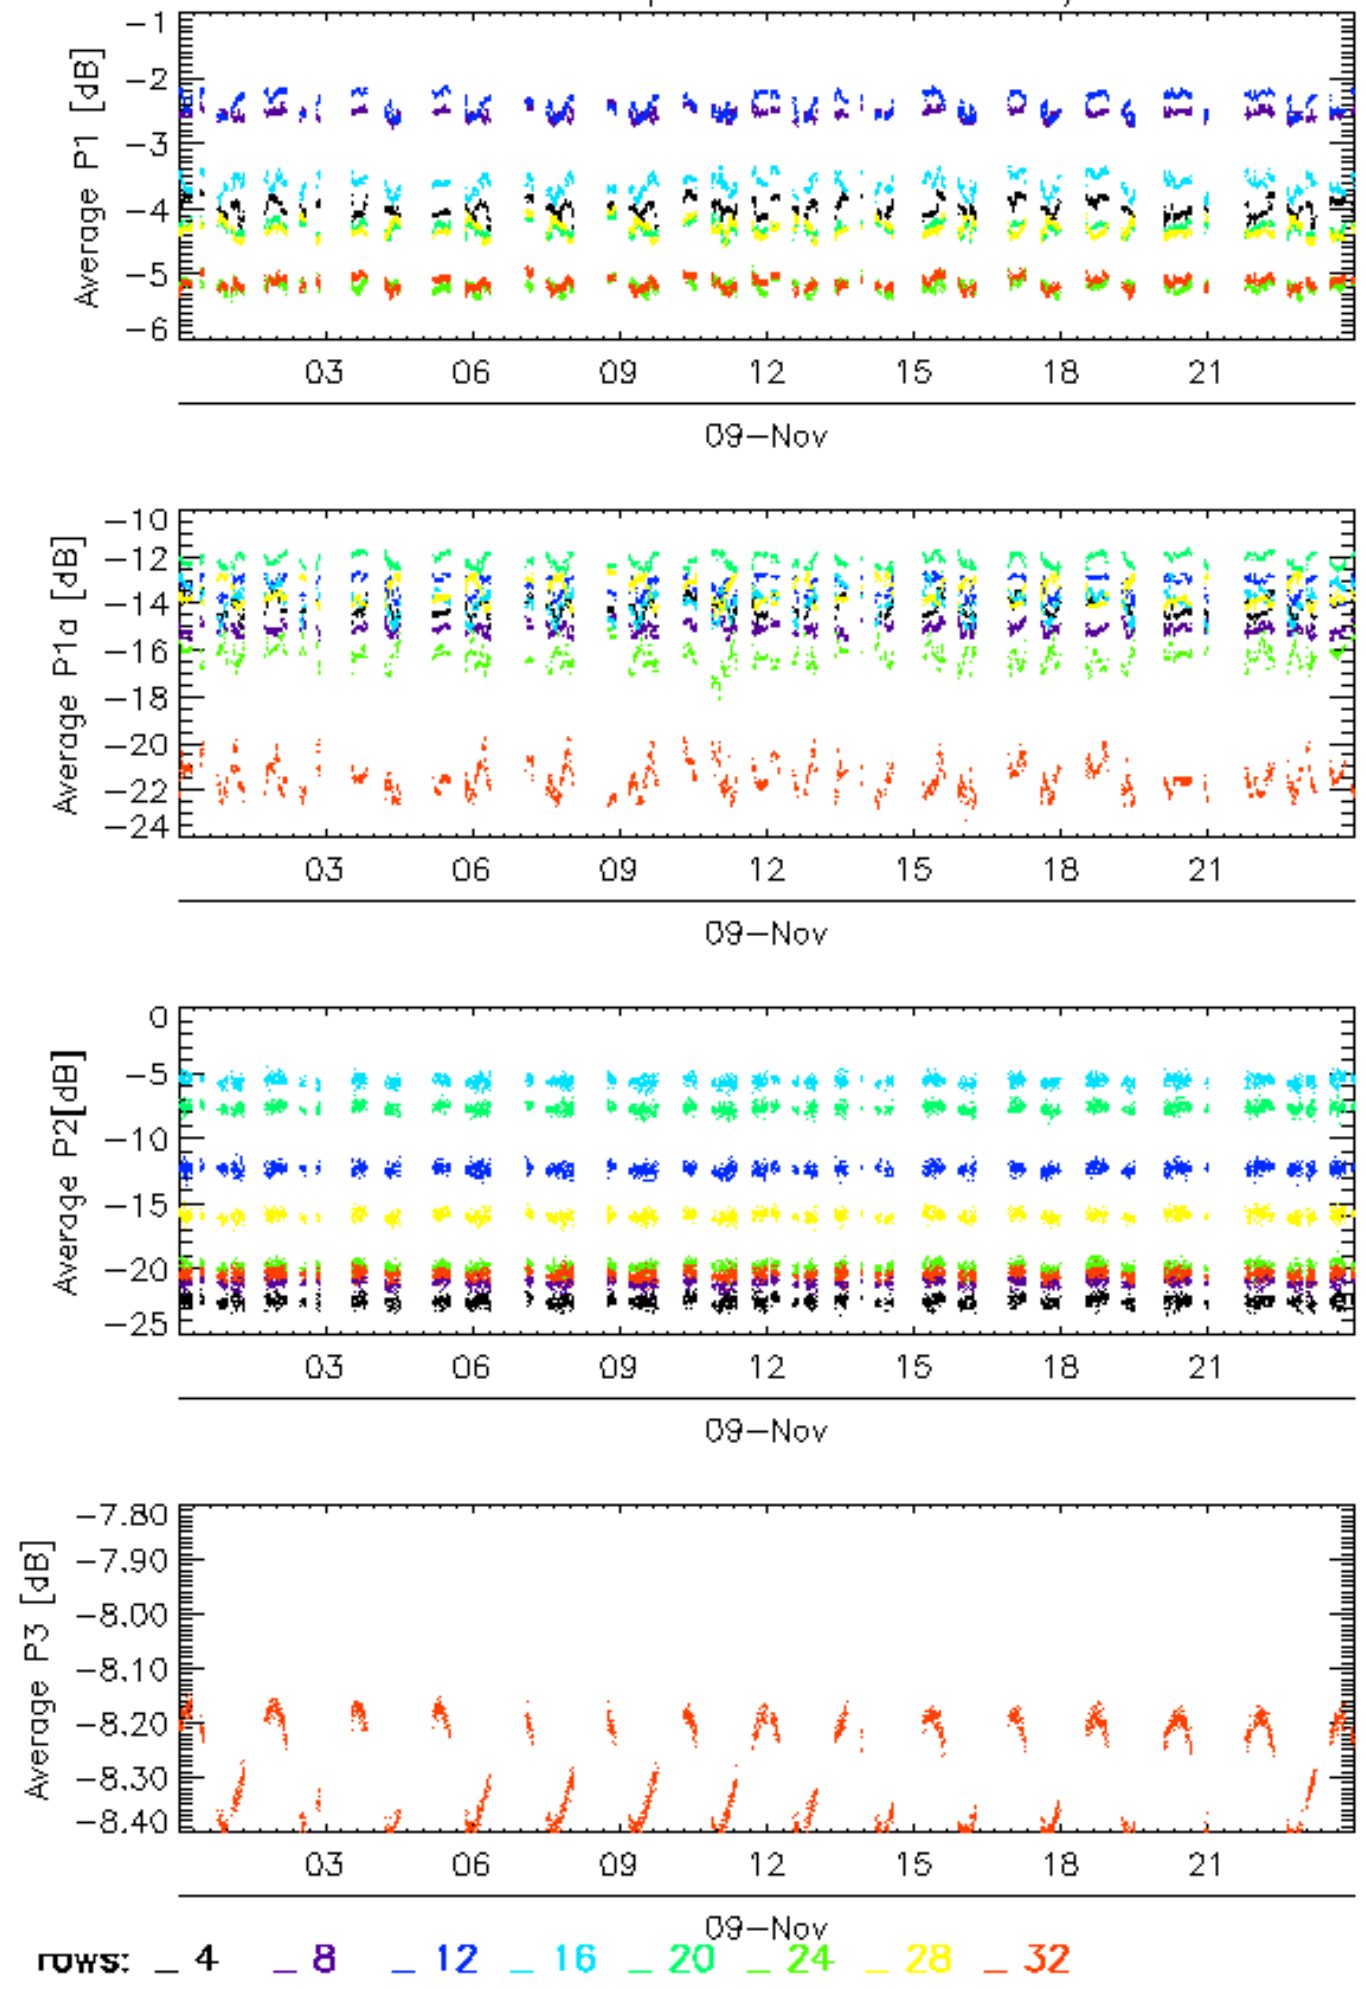 Average P1 [dB]
-1
-2
-3
-4
-5
-6
03 06 09 12 15 18 21
09-Nov
Average P1a [dB]
-10
-12
-14
-16
-18
-20
-22
-24
03 06 09 12 15 18 21
09-Nov
Average P2[dB]
0
-5
-10
-15
-20
-25
03 06 09 12 15 18 21
09-Nov
Average P3 [dB]
-7.80
-7.90
-8.00
-8.10
-8.20
-8.30
-8.40
03 06 09 12 15 18 21
09-Nov
rows: _ 4 _ 8 _ 12 _ 16 _ 20 _ 24 _ 28 _ 32